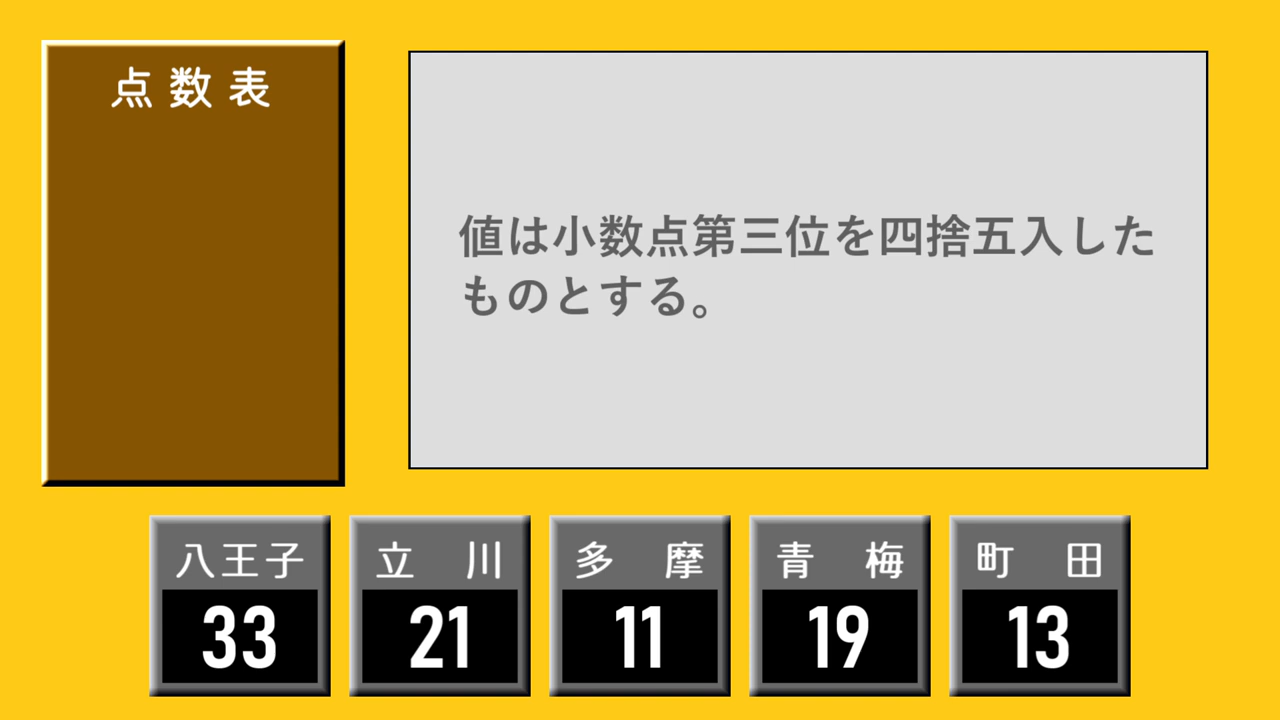 点数表
値は小数点第三位を四捨五入した
ものとする。
八王子 立川 多摩 青梅 町田
33 21 11 19 13